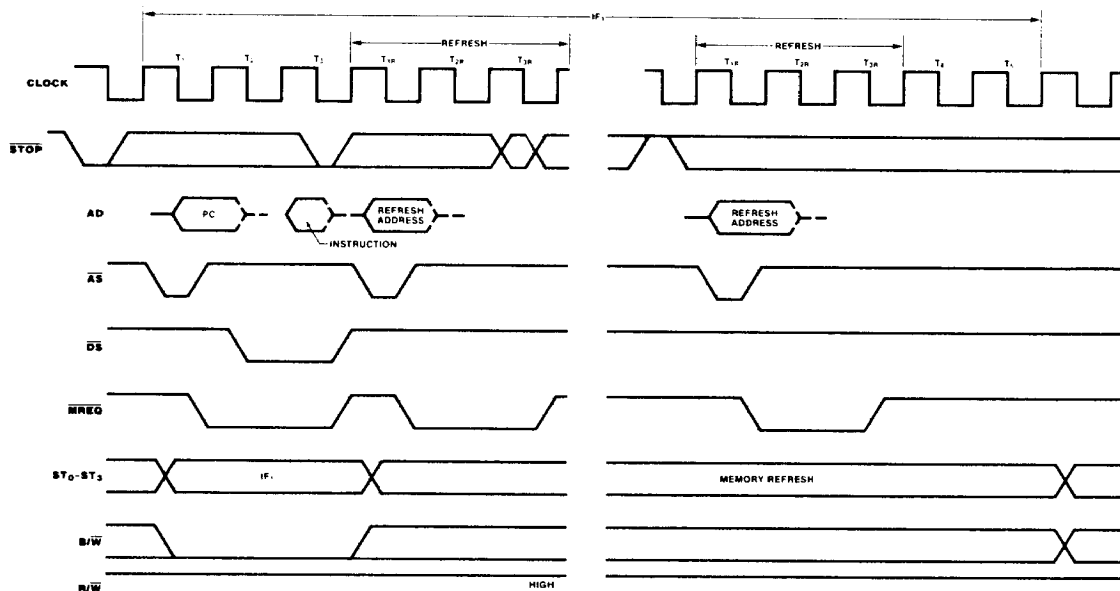 IF₁
REFRESH
REFRESH
T₁ T₂ T₃ T₁R T₂R T₃R T₁R T₂R T₃R T₄ T₅
CLOCK
STOP
AD PC REFRESH ADDRESS REFRESH ADDRESS
INSTRUCTION
AS
DS
MREQ
ST₀-ST₃ IF₁ MEMORY REFRESH
B/W
B/W HIGH